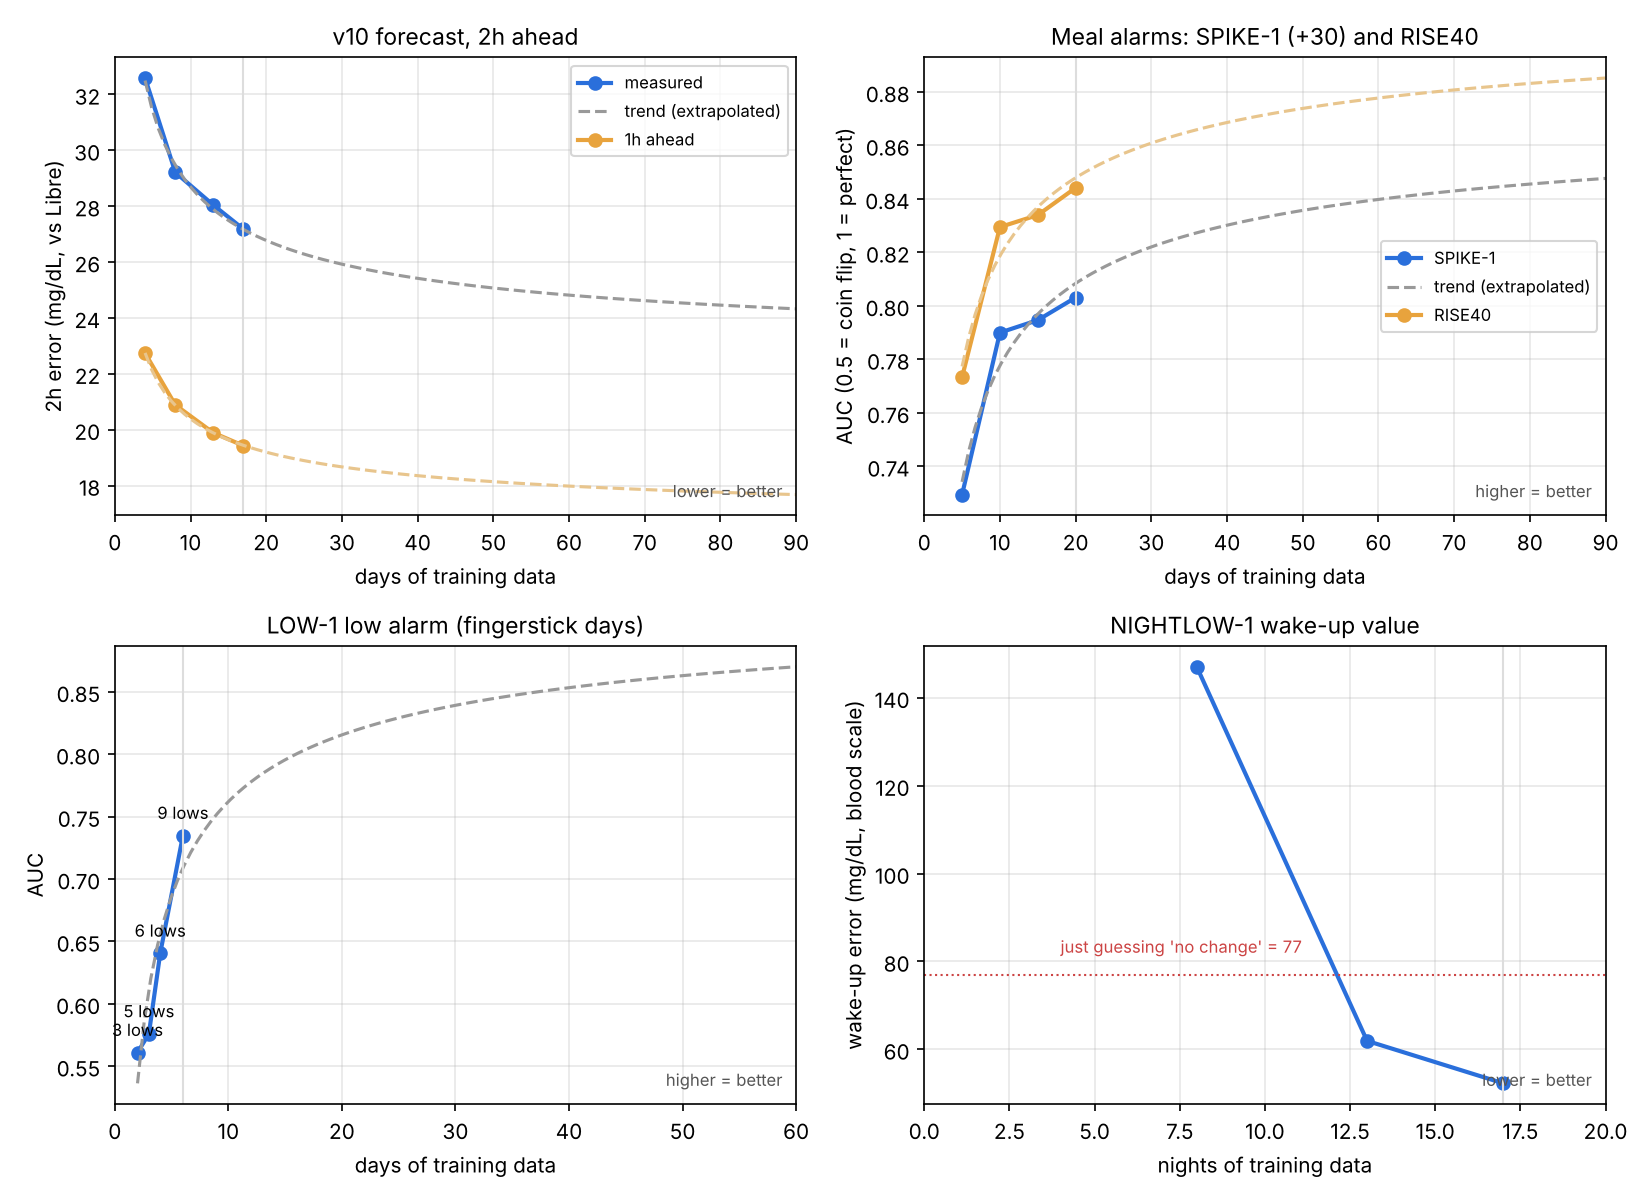 v10 forecast, 2h ahead
measured
trend (extrapolated)
1h ahead
2h error (mg/dL, vs Libre)
32
30
28
26
24
22
20
18
lower = better
0 10 20 30 40 50 60 70 80 90
days of training data
Meal alarms: SPIKE-1 (+30) and RISE40
AUC (0.5 = coin flip, 1 = perfect)
0.88
0.86
0.84
0.82
0.80
0.78
0.76
0.74
SPIKE-1
trend (extrapolated)
RISE40
higher = better
0 10 20 30 40 50 60 70 80 90
days of training data
LOW-1 low alarm (fingerstick days)
AUC
0.85
0.80
0.75
0.70
0.65
0.60
0.55
9 lows
6 lows
5 lows
3 lows
higher = better
0 10 20 30 40 50 60
days of training data
NIGHTLOW-1 wake-up value
wake-up error (mg/dL, blood scale)
140
120
100
80
60
just guessing 'no change' = 77
lower = better
0.0 2.5 5.0 7.5 10.0 12.5 15.0 17.5 20.0
nights of training data